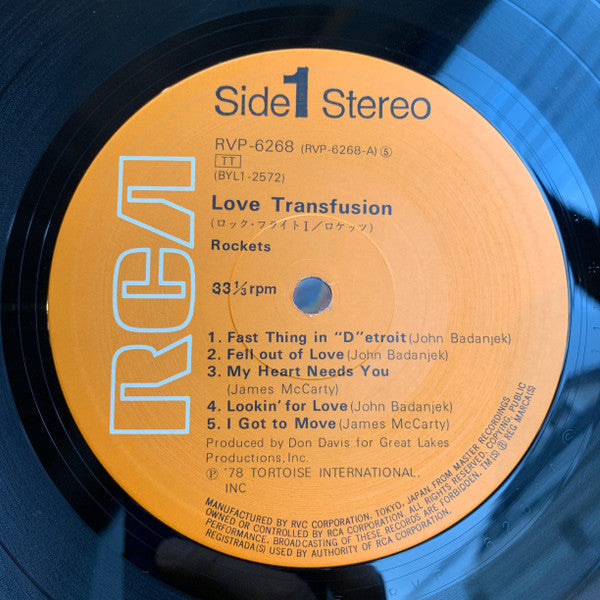 Side 1 Stereo
RVP-6268 (RVP-6268-A) Ⓢ
TT
(BYL1-2572)
Love Transfusion
(ロック・フライトI/ロケッツ)
Rockets
33⅓rpm
RCA
1. Fast Thing in "D"etroit (John Badanjek)
2. Fell out of Love (John Badanjek)
3. My Heart Needs You
(James McCarty)
4. Lookin' for Love (John Badanjek)
5. I Got to Move (James McCarty)
Produced by Don Davis for Great Lakes
Productions, Inc.
Ⓟ '78 TORTOISE INTERNATIONAL,
INC
MANUFACTURED BY RVC CORPORATION, TOKYO, JAPAN FROM MASTER RECORDINGS
OWNED OR CONTROLLED BY RCA CORPORATION. ALL RIGHTS RESERVED. COPYING, PUBLIC
PERFORMANCE, BROADCASTING OF THESE RECORDS ARE FORBIDDEN. TM(S) ® REG MARCA(S)
REGISTRADA(S) USED BY AUTHORITY OF RCA CORPORATION.